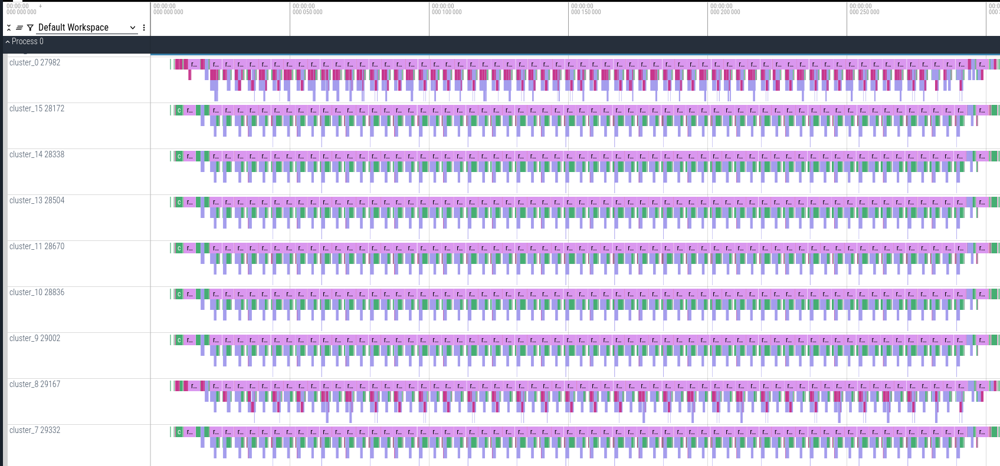 00:00:00 + 00:00:00 00:00:00 00:00:00 00:00:00 00:00:00 00:00:00
000 000 000 000 000 000 000 050 000 000 100 000 000 150 000 000 200 000 000 250 000
Default Workspace
Process 0
cluster_0 27982
r... r... r... r... r... r... r... r... r... r... r... r... r... r... r... r... r... r... r... r... r... r... r... r... r... r... r... r... r... r... r... r... r... r... r... r... r... r... r... r... r... r... r... r... r... r... r... r... r... r... r... r... r... r... r... r... r... r... r... r... r... r... r... r...
cluster_15 28172
c r... r... r... r... r... r... r... r... r... r... r... r... r... r... r... r... r... r... r... r... r... r... r... r... r... r... r... r... r... r... r... r... r... r... r... r... r... r... r... r... r... r... r... r... r... r... r... r... r... r... r... r... r... r... r... r... r... r... r... r... r... r... r... r...
cluster_14 28338
c r... r... r... r... r... r... r... r... r... r... r... r... r... r... r... r... r... r... r... r... r... r... r... r... r... r... r... r... r... r... r... r... r... r... r... r... r... r... r... r... r... r... r... r... r... r... r... r... r... r... r... r... r... r... r... r... r... r... r... r... r... r... r... r...
cluster_13 28504
c r... r... r... r... r... r... r... r... r... r... r... r... r... r... r... r... r... r... r... r... r... r... r... r... r... r... r... r... r... r... r... r... r... r... r... r... r... r... r... r... r... r... r... r... r... r... r... r... r... r... r... r... r... r... r... r... r... r... r... r... r... r... r... r...
cluster_11 28670
c r... r... r... r... r... r... r... r... r... r... r... r... r... r... r... r... r... r... r... r... r... r... r... r... r... r... r... r... r... r... r... r... r... r... r... r... r... r... r... r... r... r... r... r... r... r... r... r... r... r... r... r... r... r... r... r... r... r... r... r... r... r... r... r...
cluster_10 28836
c r... r... r... r... r... r... r... r... r... r... r... r... r... r... r... r... r... r... r... r... r... r... r... r... r... r... r... r... r... r... r... r... r... r... r... r... r... r... r... r... r... r... r... r... r... r... r... r... r... r... r... r... r... r... r... r... r... r... r... r... r... r... r... r...
cluster_9 29002
c r... r... r... r... r... r... r... r... r... r... r... r... r... r... r... r... r... r... r... r... r... r... r... r... r... r... r... r... r... r... r... r... r... r... r... r... r... r... r... r... r... r... r... r... r... r... r... r... r... r... r... r... r... r... r... r... r... r... r... r... r... r... r... r...
cluster_8 29167
r... r... r... r... r... r... r... r... r... r... r... r... r... r... r... r... r... r... r... r... r... r... r... r... r... r... r... r... r... r... r... r... r... r... r... r... r... r... r... r... r... r... r... r... r... r... r... r... r... r... r... r... r... r... r... r... r... r... r... r... r... r... r... r...
cluster_7 29332
c r... r... r... r... r... r... r... r... r... r... r... r... r... r... r... r... r... r... r... r... r... r... r... r... r... r... r... r... r... r... r... r... r... r... r... r... r... r... r... r... r... r... r... r... r... r... r... r... r... r... r... r... r... r... r... r... r... r... r... r... r... r... r... r...